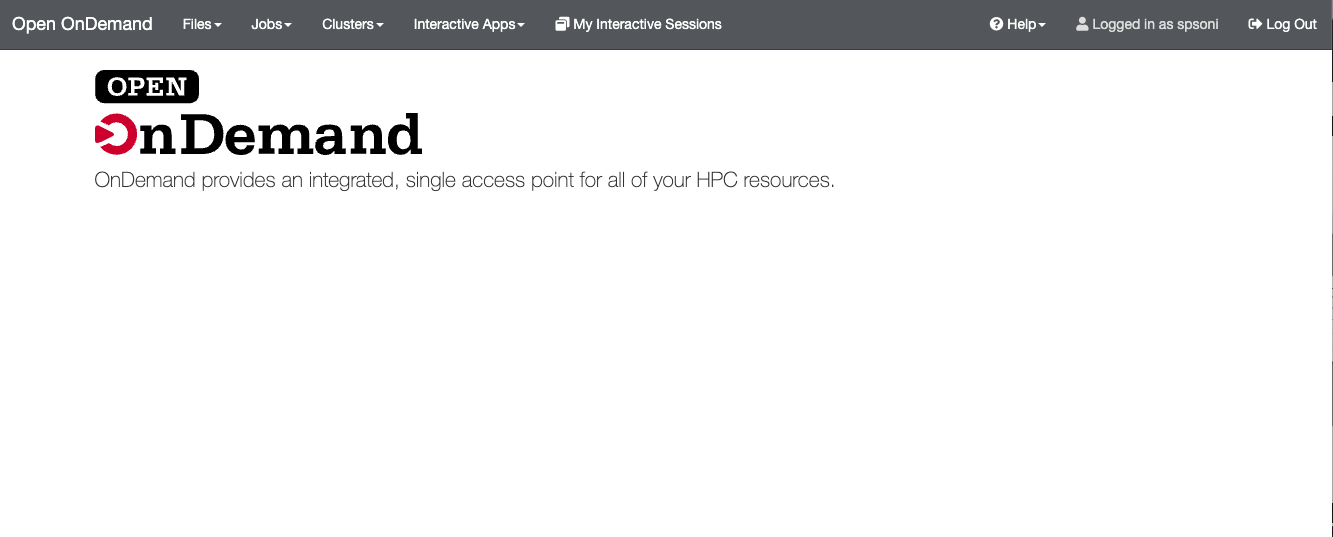 Open OnDemand Files Jobs Clusters Interactive Apps My Interactive Sessions Help Logged in as spsoni Log Out
OPEN
OnDemand
OnDemand provides an integrated, single access point for all of your HPC resources.